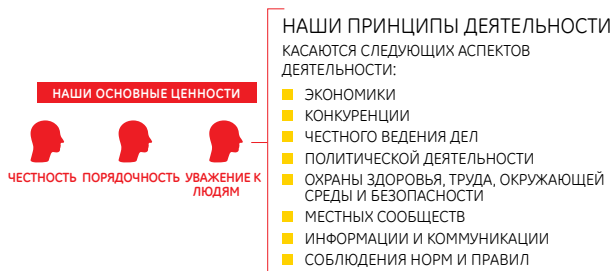 НАШИ ОСНОВНЫЕ ЦЕННОСТИ
ЧЕСТНОСТЬ
ПОРЯДОЧНОСТЬ
УВАЖЕНИЕ К
ЛЮДЯМ
НАШИ ПРИНЦИПЫ ДЕЯТЕЛЬНОСТИ
КАСАЮТСЯ СЛЕДУЮЩИХ АСПЕКТОВ
ДЕЯТЕЛЬНОСТИ:
ЭКОНОМИКИ
КОНКУРЕНЦИИ
ЧЕСТНОГО ВЕДЕНИЯ ДЕЛ
ПОЛИТИЧЕСКОЙ ДЕЯТЕЛЬНОСТИ
ОХРАНЫ ЗДОРОВЬЯ, ТРУДА, ОКРУЖАЮЩЕЙ
СРЕДЫ И БЕЗОПАСНОСТИ
МЕСТНЫХ СООБЩЕСТВ
ИНФОРМАЦИИ И КОММУНИКАЦИИ
СОБЛЮДЕНИЯ НОРМ И ПРАВИЛ